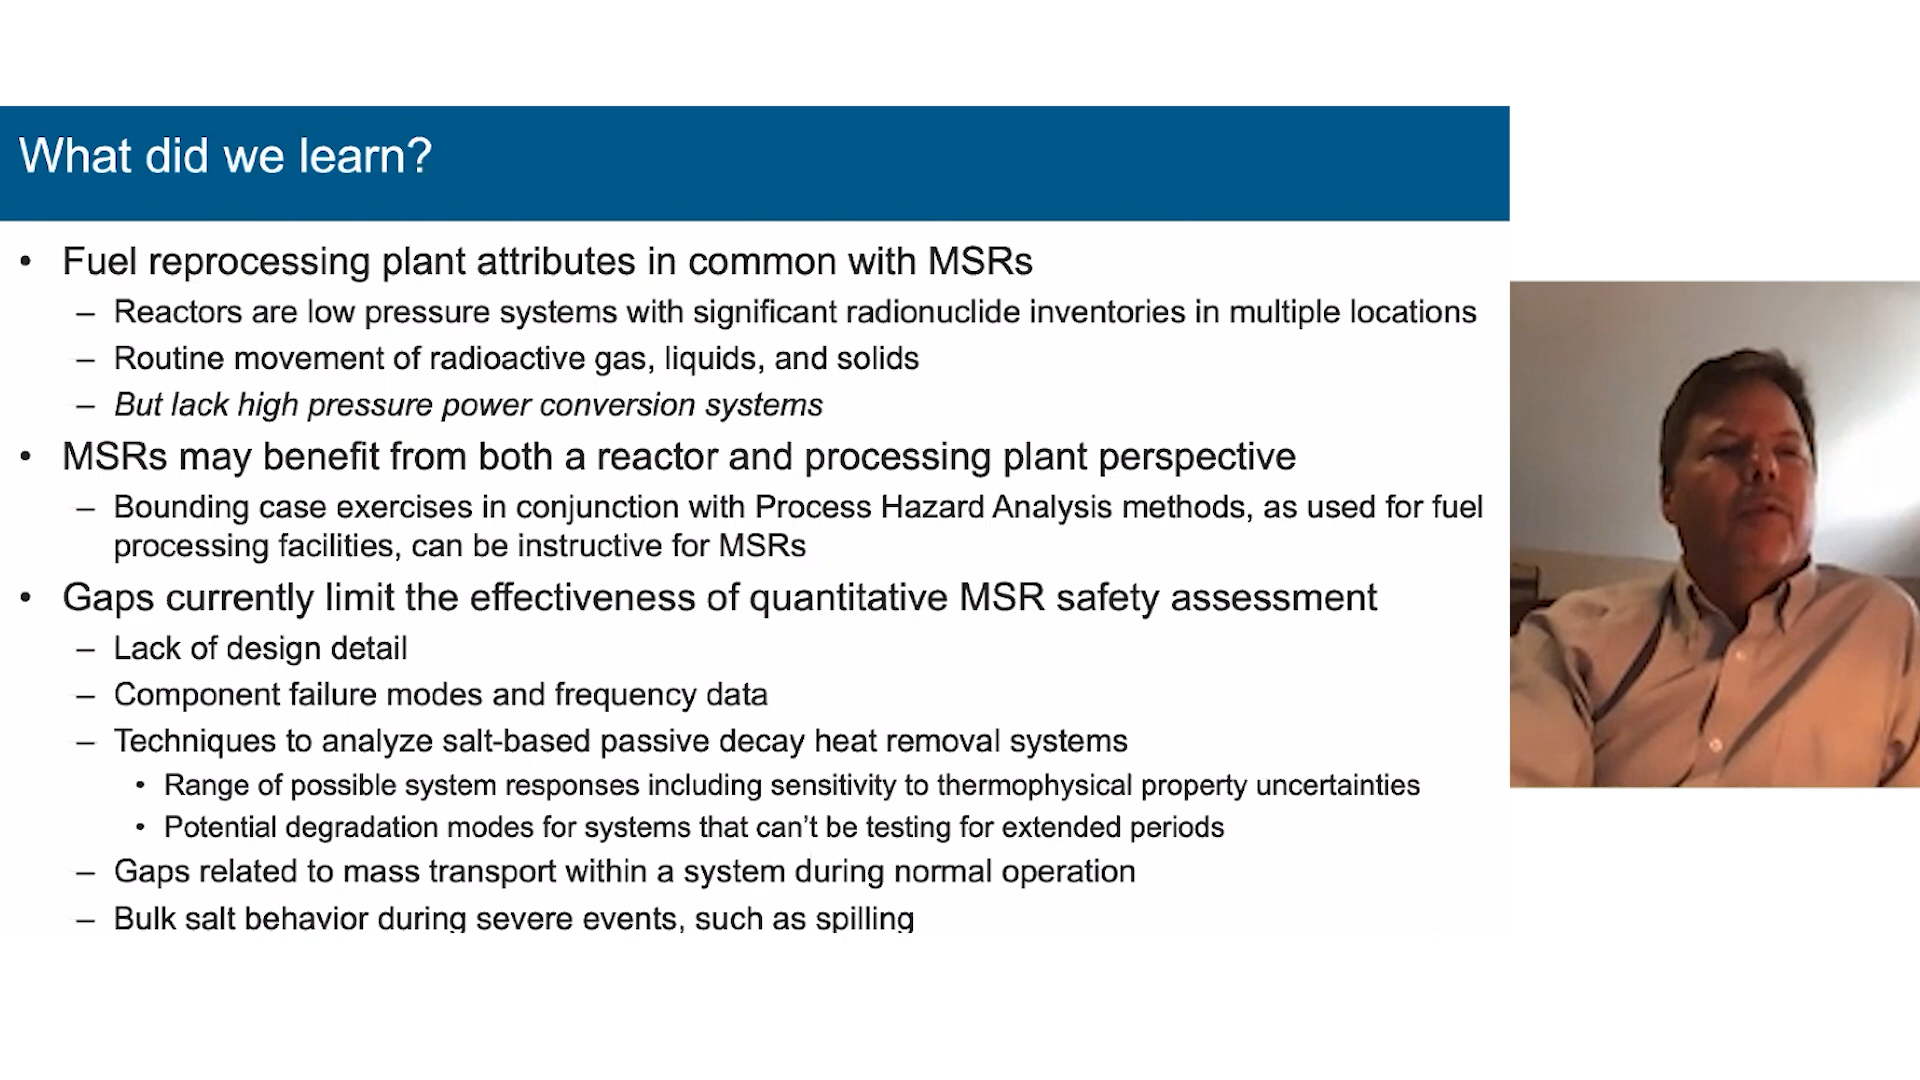 What did we learn?
• Fuel reprocessing plant attributes in common with MSRs
– Reactors are low pressure systems with significant radionuclide inventories in multiple locations
– Routine movement of radioactive gas, liquids, and solids
– But lack high pressure power conversion systems
• MSRs may benefit from both a reactor and processing plant perspective
– Bounding case exercises in conjunction with Process Hazard Analysis methods, as used for fuel
processing facilities, can be instructive for MSRs
• Gaps currently limit the effectiveness of quantitative MSR safety assessment
– Lack of design detail
– Component failure modes and frequency data
– Techniques to analyze salt-based passive decay heat removal systems
• Range of possible system responses including sensitivity to thermophysical property uncertainties
• Potential degradation modes for systems that can’t be testing for extended periods
– Gaps related to mass transport within a system during normal operation
– Bulk salt behavior during severe events, such as spilling